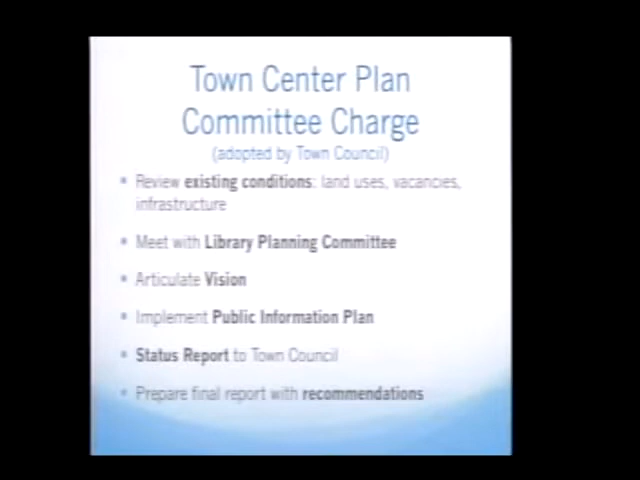 Town Center Plan
Committee Charge
(adopted by Town Council)
• Review existing conditions: land uses, vacancies,
infrastructure
• Meet with Library Planning Committee
• Articulate Vision
• Implement Public Information Plan
• Status Report to Town Council
• Prepare final report with recommendations